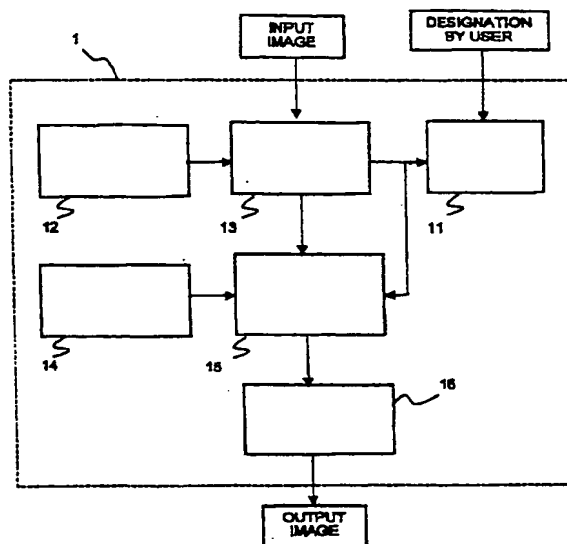 INPUT
IMAGE
DESIGNATION
BY USER
1
12
13
11
14
15
16
OUTPUT
IMAGE